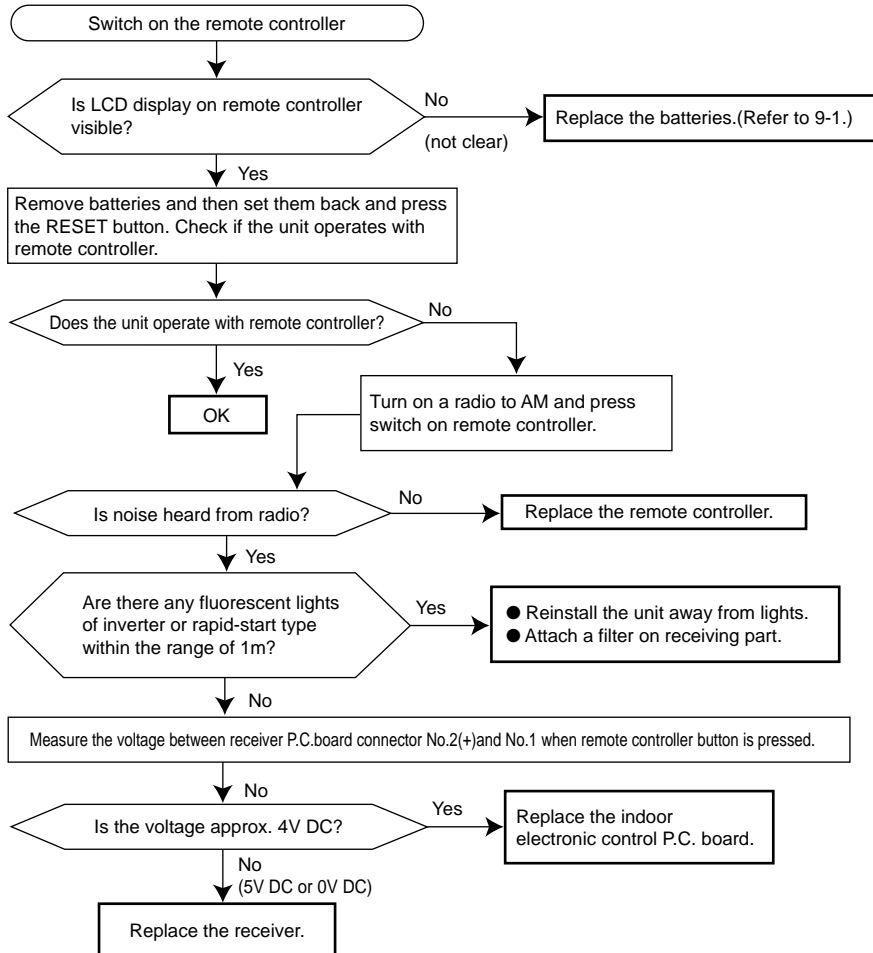 Switch on the remote controller
Is LCD display on remote controller
visible?
No
(not clear)
Replace the batteries.(Refer to 9-1.)
Yes
Remove batteries and then set them back and press
the RESET button. Check if the unit operates with
remote controller.
Does the unit operate with remote controller?
No
Yes
OK
Turn on a radio to AM and press
switch on remote controller.
Is noise heard from radio?
No
Replace the remote controller.
Yes
Are there any fluorescent lights
of inverter or rapid-start type
within the range of 1m?
Yes
● Reinstall the unit away from lights.
● Attach a filter on receiving part.
No
Measure the voltage between receiver P.C.board connector No.2(+)and No.1 when remote controller button is pressed.
No
Is the voltage approx. 4V DC?
Yes
Replace the indoor
electronic control P.C. board.
No
(5V DC or 0V DC)
Replace the receiver.